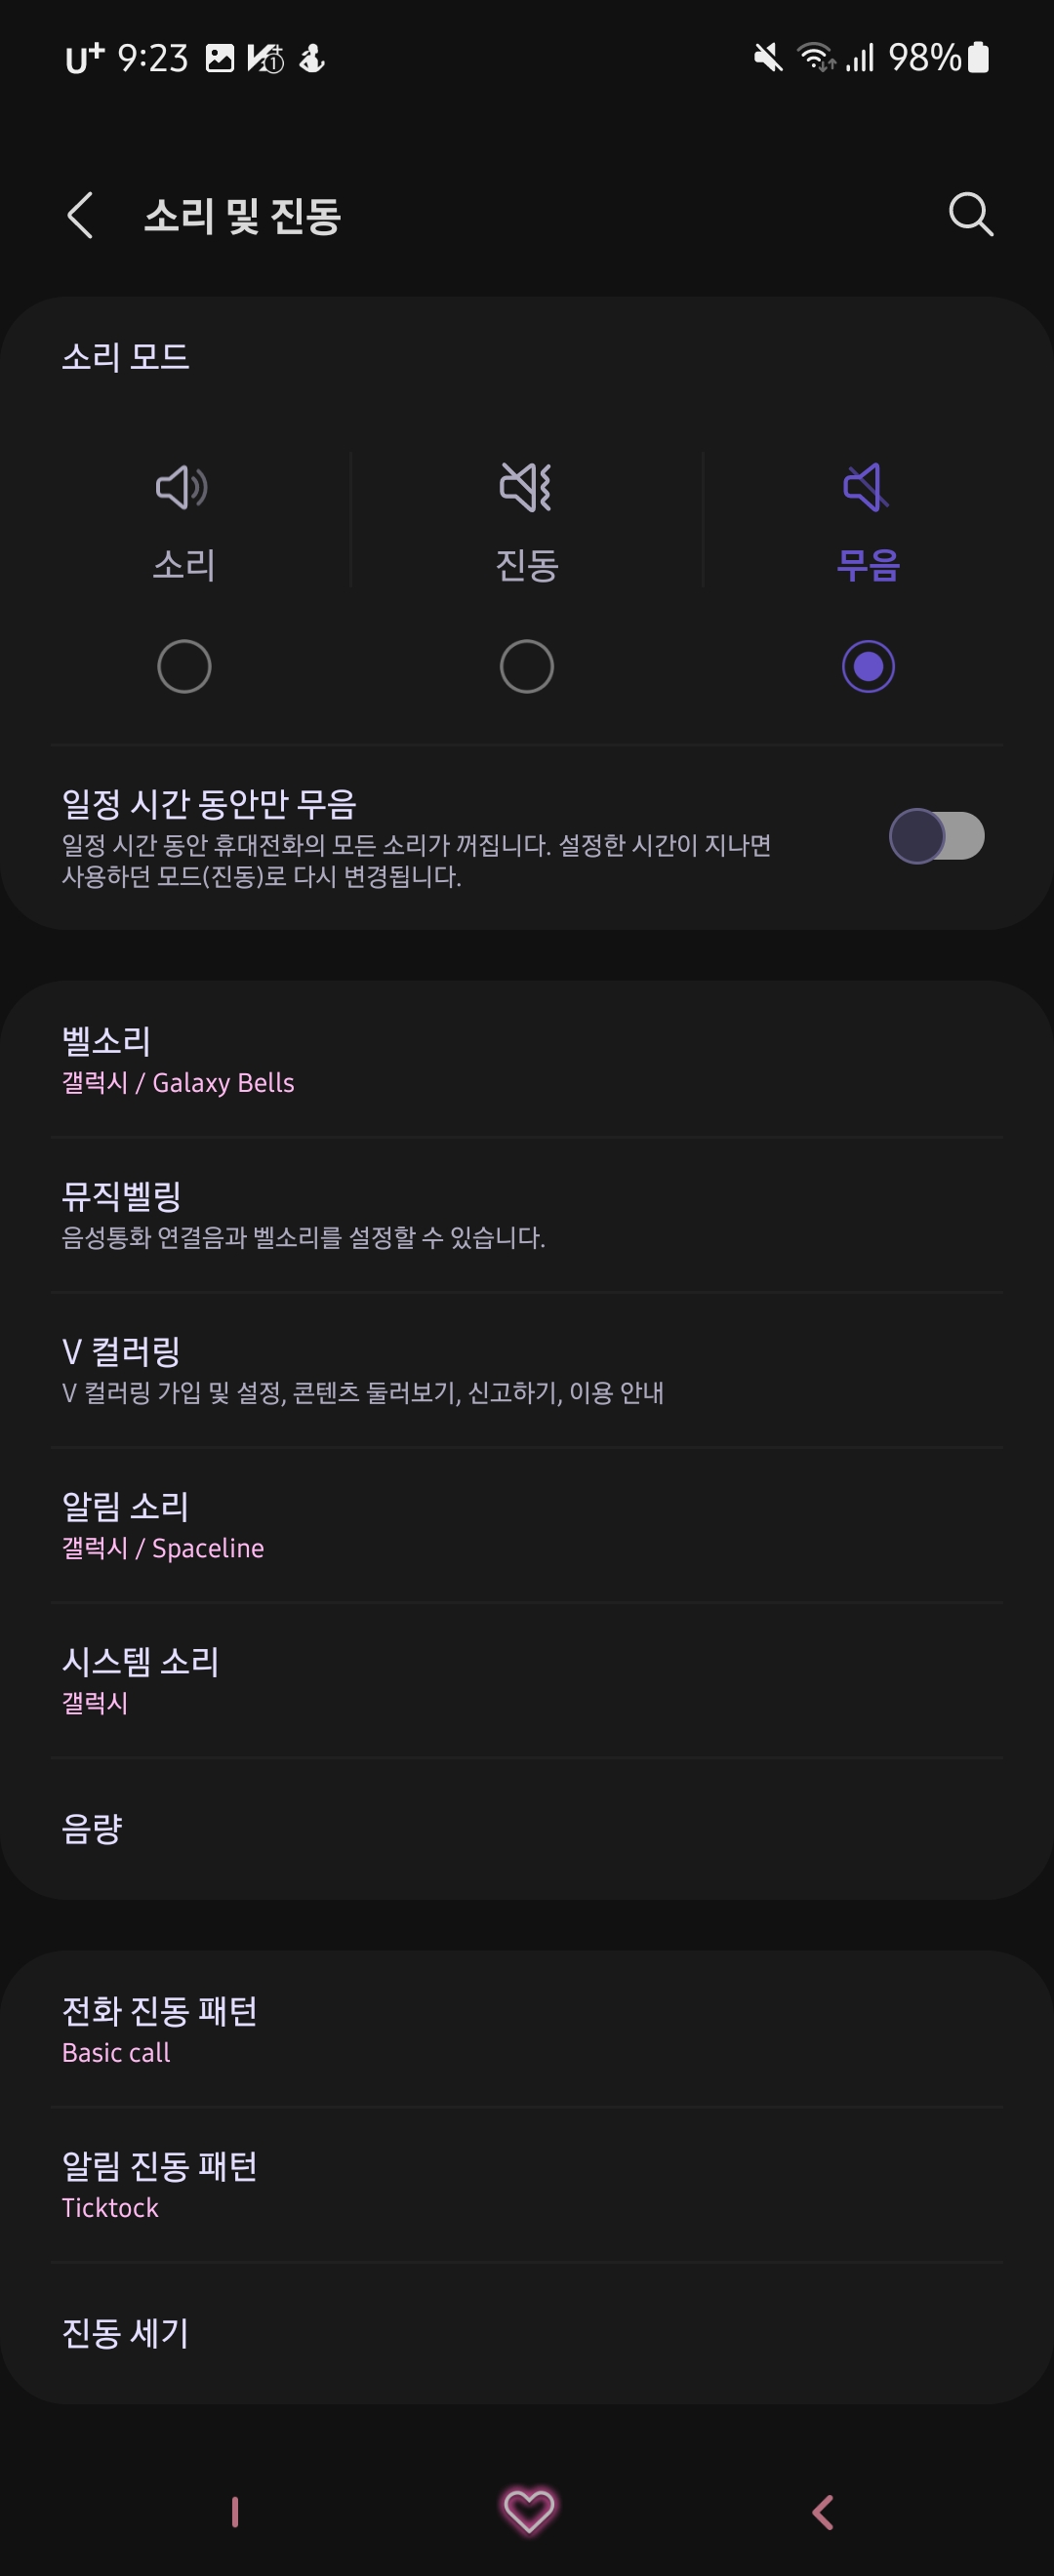 U+ 9:23 98%
소리 및 진동
소리 모드
소리 진동 무음
일정 시간 동안만 무음
일정 시간 동안 휴대전화의 모든 소리가 꺼집니다. 설정한 시간이 지나면
사용하던 모드(진동)로 다시 변경됩니다.
벨소리
갤럭시 / Galaxy Bells
뮤직벨링
음성통화 연결음과 벨소리를 설정할 수 있습니다.
V 컬러링
V 컬러링 가입 및 설정, 콘텐츠 둘러보기, 신고하기, 이용 안내
알림 소리
갤럭시 / Spaceline
시스템 소리
갤럭시
음량
전화 진동 패턴
Basic call
알림 진동 패턴
Ticktock
진동 세기